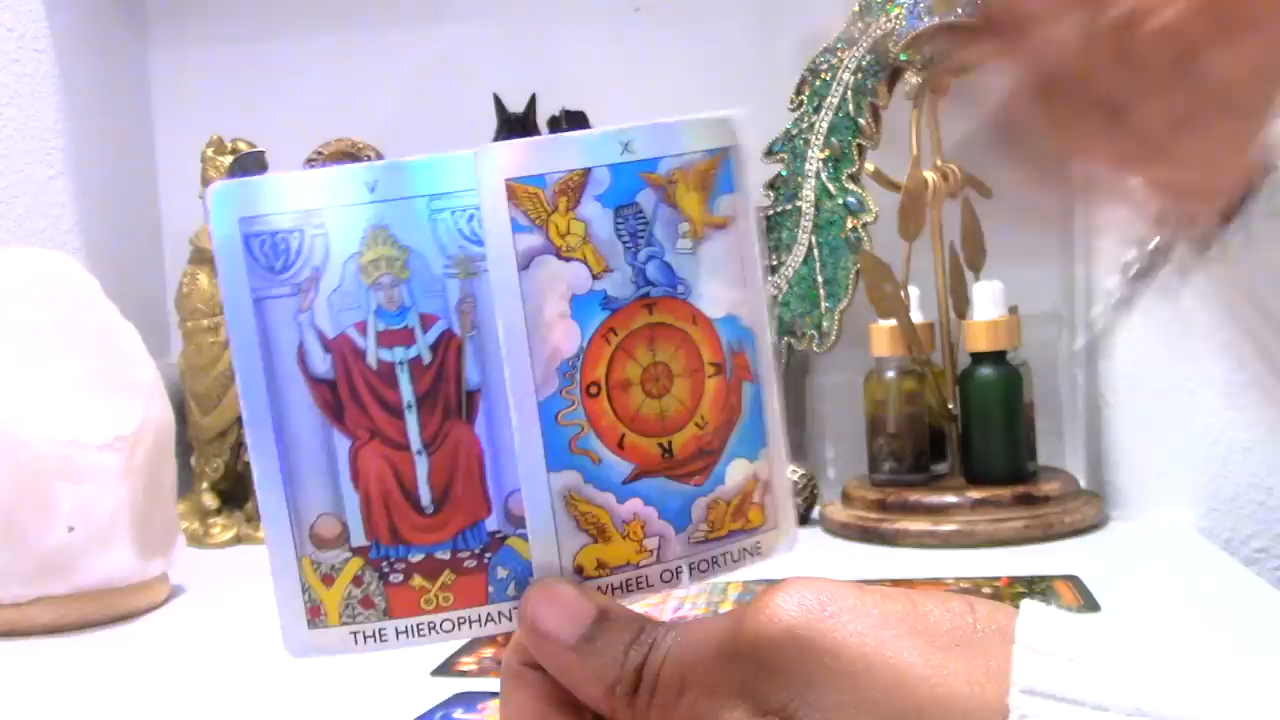 V
THE HIEROPHANT
X
T
A
R
O
WHEEL OF FORTUNE